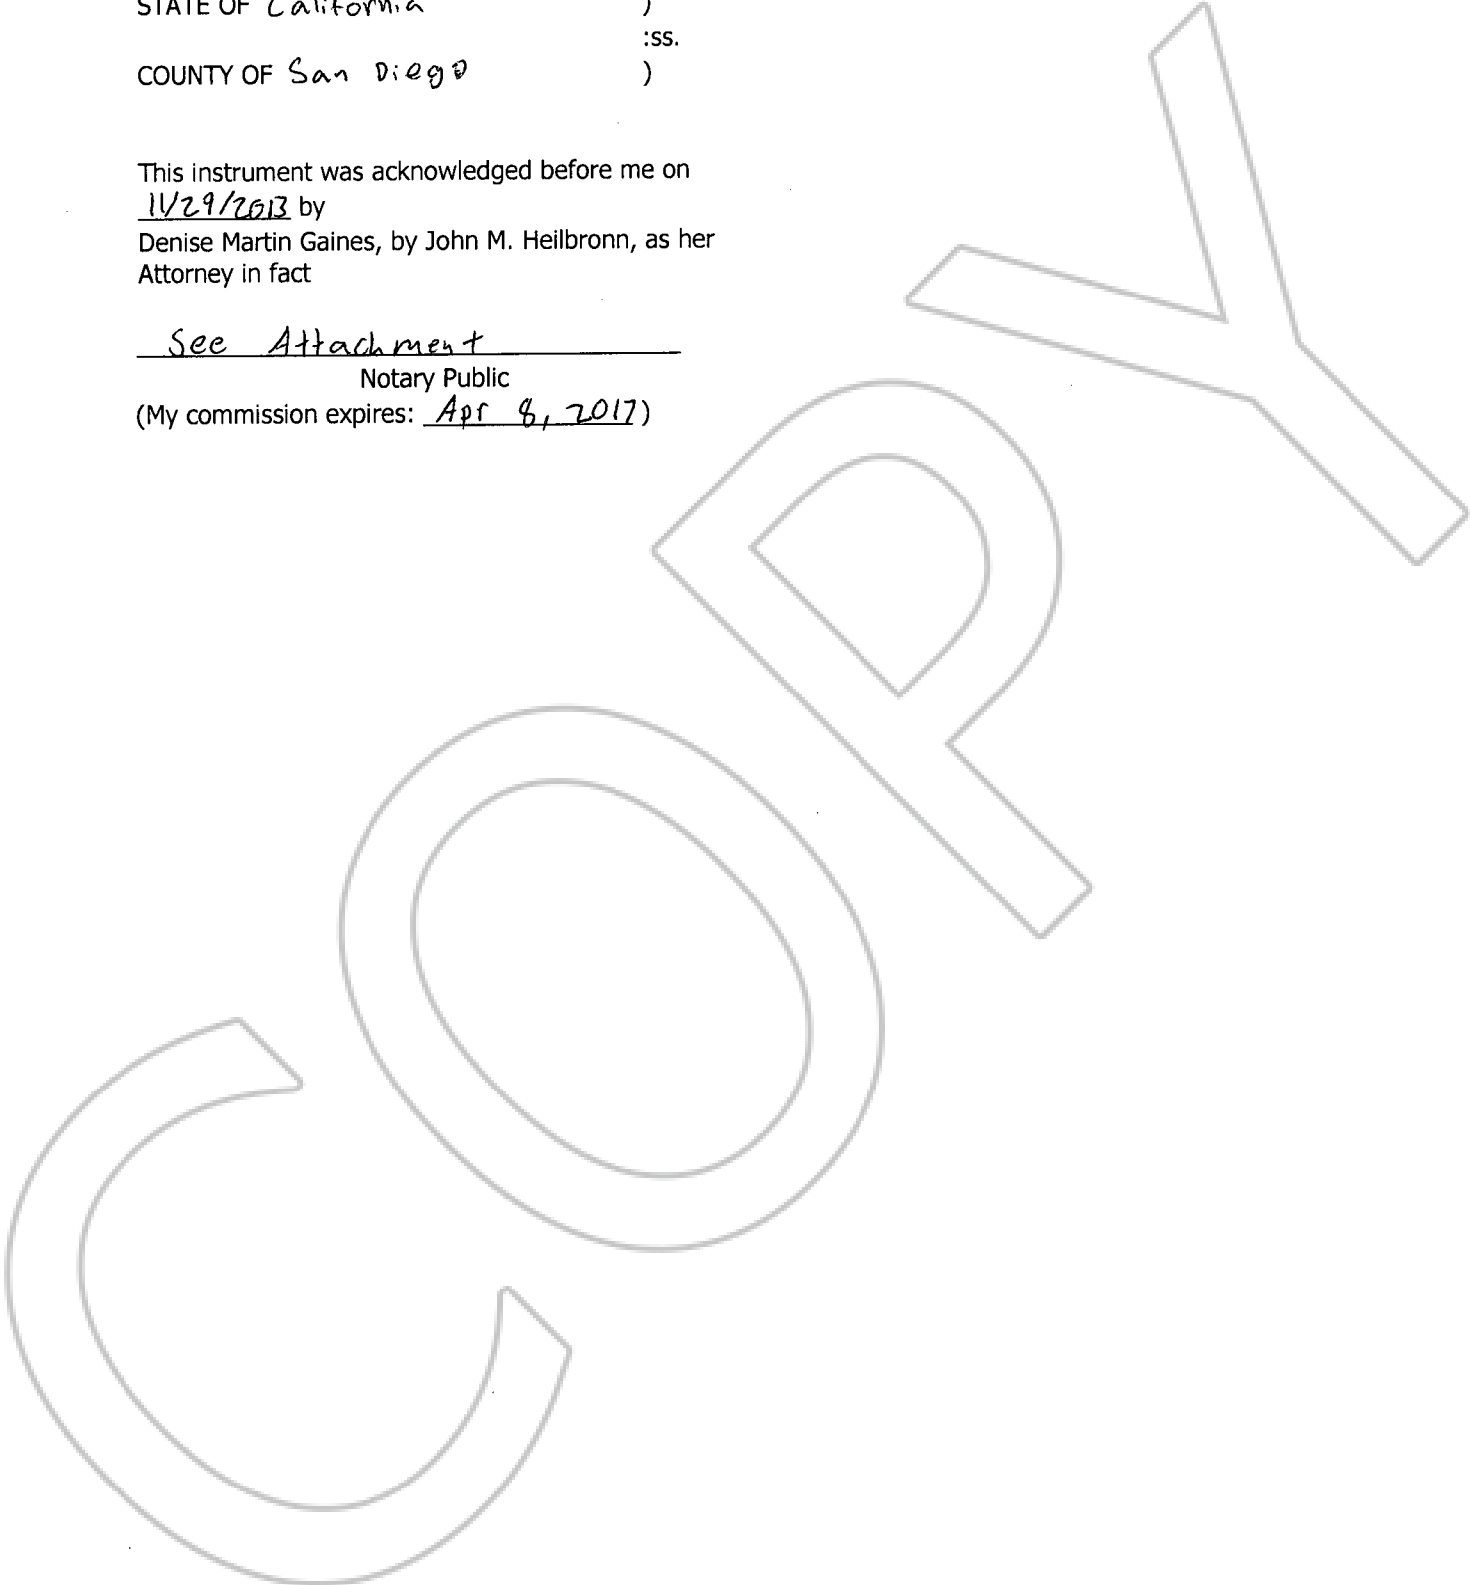 STATE OF California )
:ss.
COUNTY OF San Diego )
This instrument was acknowledged before me on
11/29/2013 by
Denise Martin Gaines, by John M. Heilbronn, as her
Attorney in fact
See Attachment
Notary Public
(My commission expires: Apr 8, 2017)
COPY